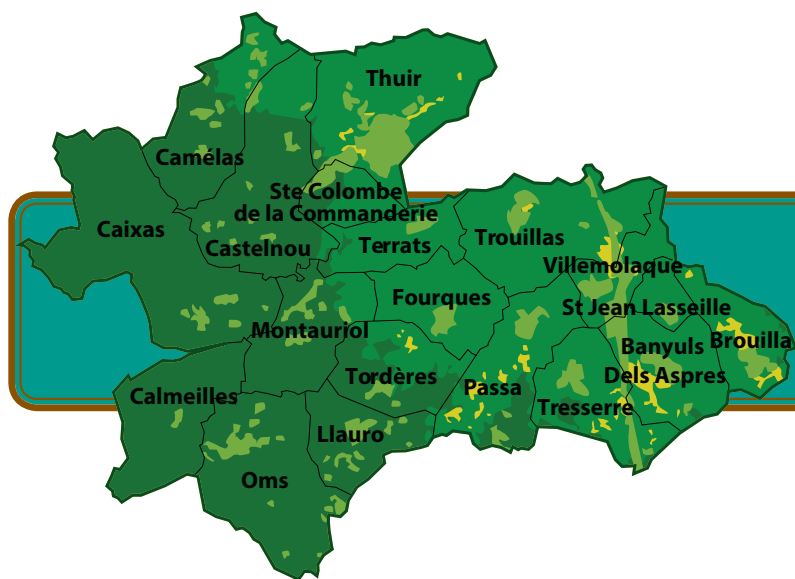 Thuir
Camélas
Ste Colombe
de la Commanderie
Caixas
Castelnou
Terrats
Trouillas
Villemolaque
Fourques
St Jean Lasseille
Montauriol
Banyuls
Dels Aspres
Brouilla
Calmeilles
Tordères
Passa
Tresserre
Llauro
Oms